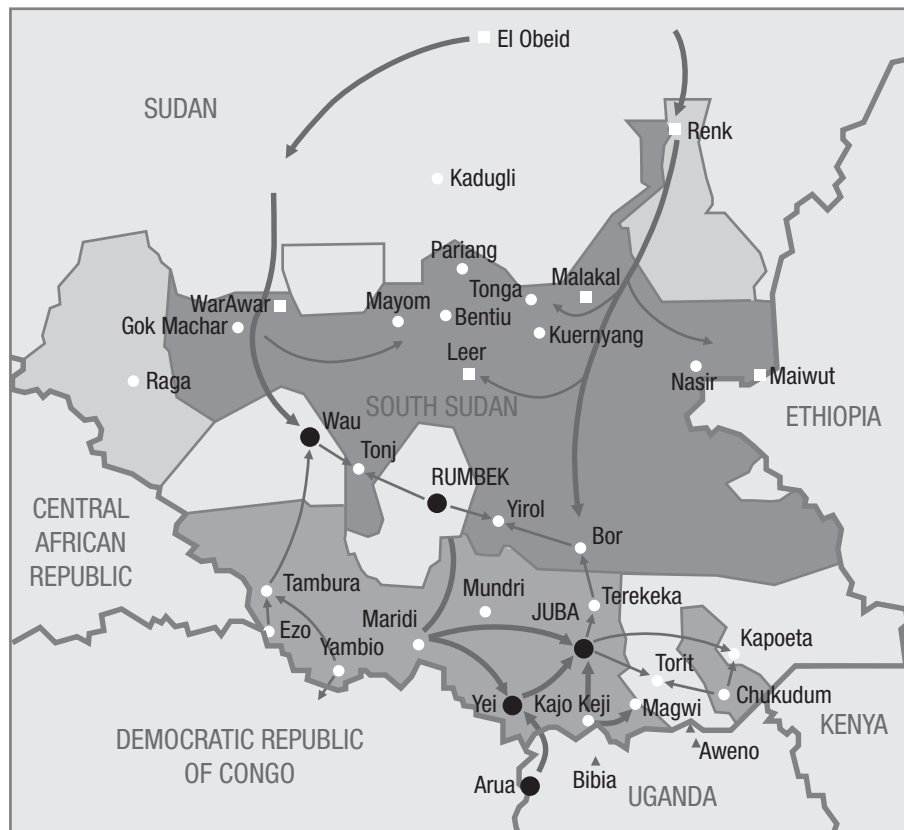 El Obeid
SUDAN
Renk
Kadugli
Pariang
Malakal
Tonga
WarAwar
Mayom
Gok Machar
Bentiu
Kuernyang
Leer
Raga
Nasir
Maiwut
SOUTH SUDAN
ETHIOPIA
Wau
Tonj
RUMBEK
CENTRAL
AFRICAN
REPUBLIC
Yirol
Bor
Tambura
Mundri
Terekeka
Maridi
JUBA
Ezo
Kapoeta
Yambio
Torit
Yei
Kajo Keji
Magwi
Chukudum
KENYA
DEMOCRATIC REPUBLIC
OF CONGO
Aweno
Arua
Bibia
UGANDA